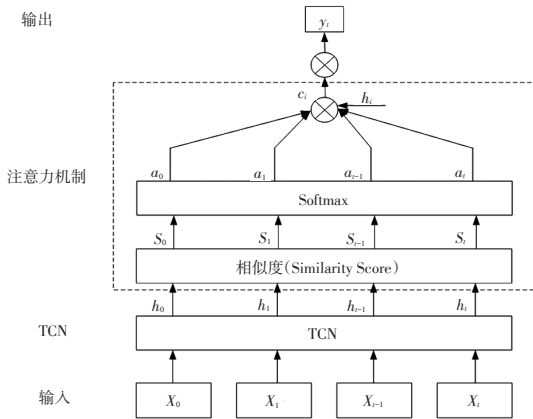 输出
y_t
c_i
h_i
a_0 a_1 a_{t-1} a_t
注意力机制
Softmax
S_0 S_1 S_{t-1} S_t
相似度(Similarity Score)
h_0 h_1 h_{t-1} h_t
TCN TCN
输入 X_0 X_1 X_{t-1} X_t